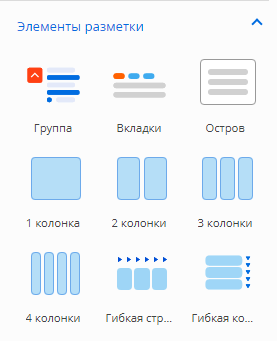 Элементы разметки
Группа Вкладки Остров
1 колонка 2 колонки 3 колонки
4 колонки Гибкая стр... Гибкая ко...